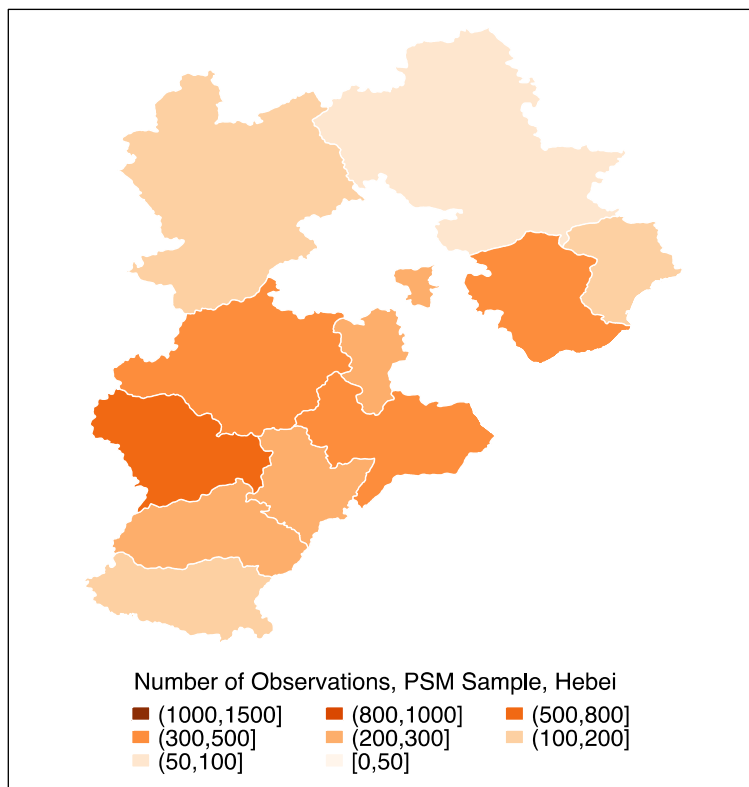 Number of Observations, PSM Sample, Hebei
(1000,1500] (800,1000] (500,800]
(300,500] (200,300] (100,200]
(50,100] [0,50]